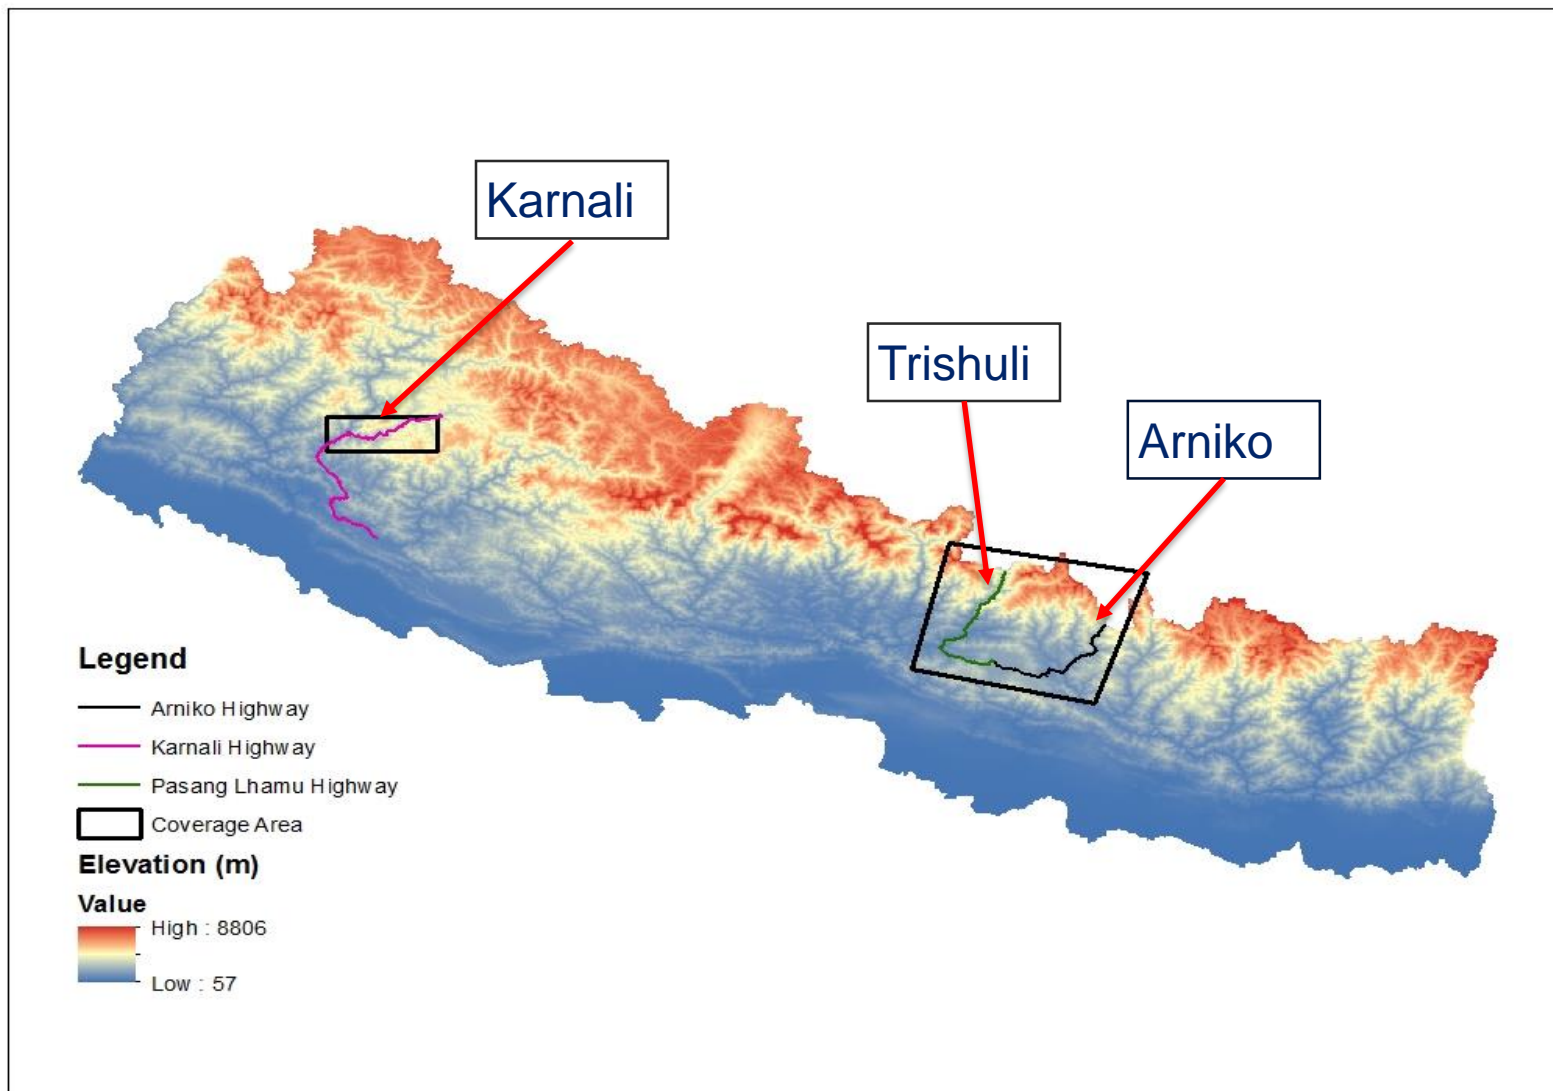 Karnali
Trishuli
Arniko
Legend
Arniko Highway
Karnali Highway
Pasang Lhamu Highway
Coverage Area
Elevation (m)
Value
High : 8806
Low : 57